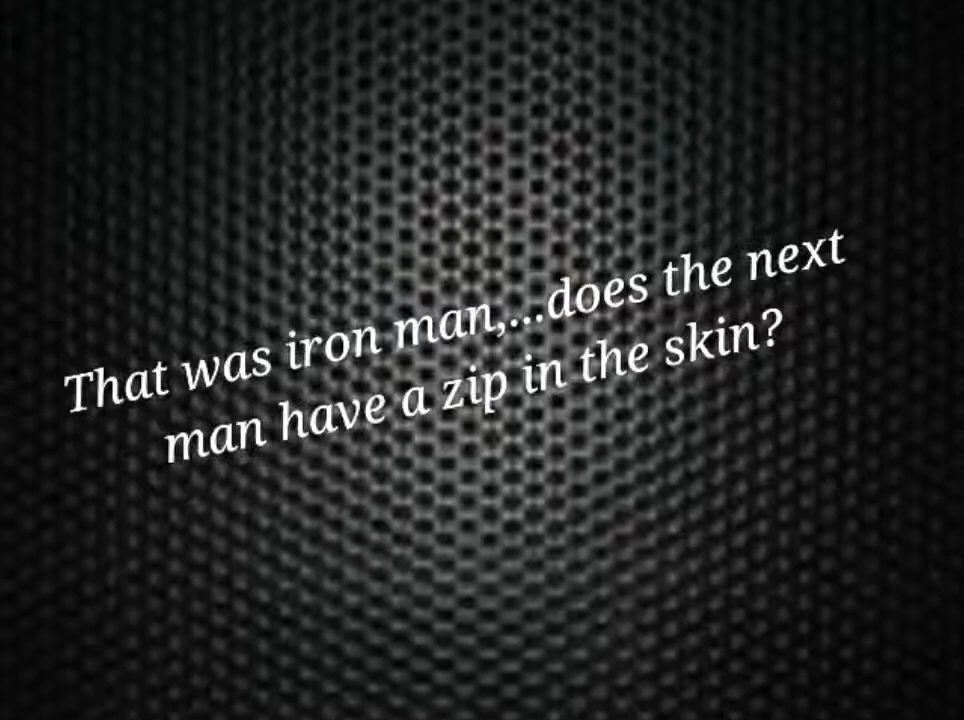 That was iron man,...does the next
man have a zip in the skin?